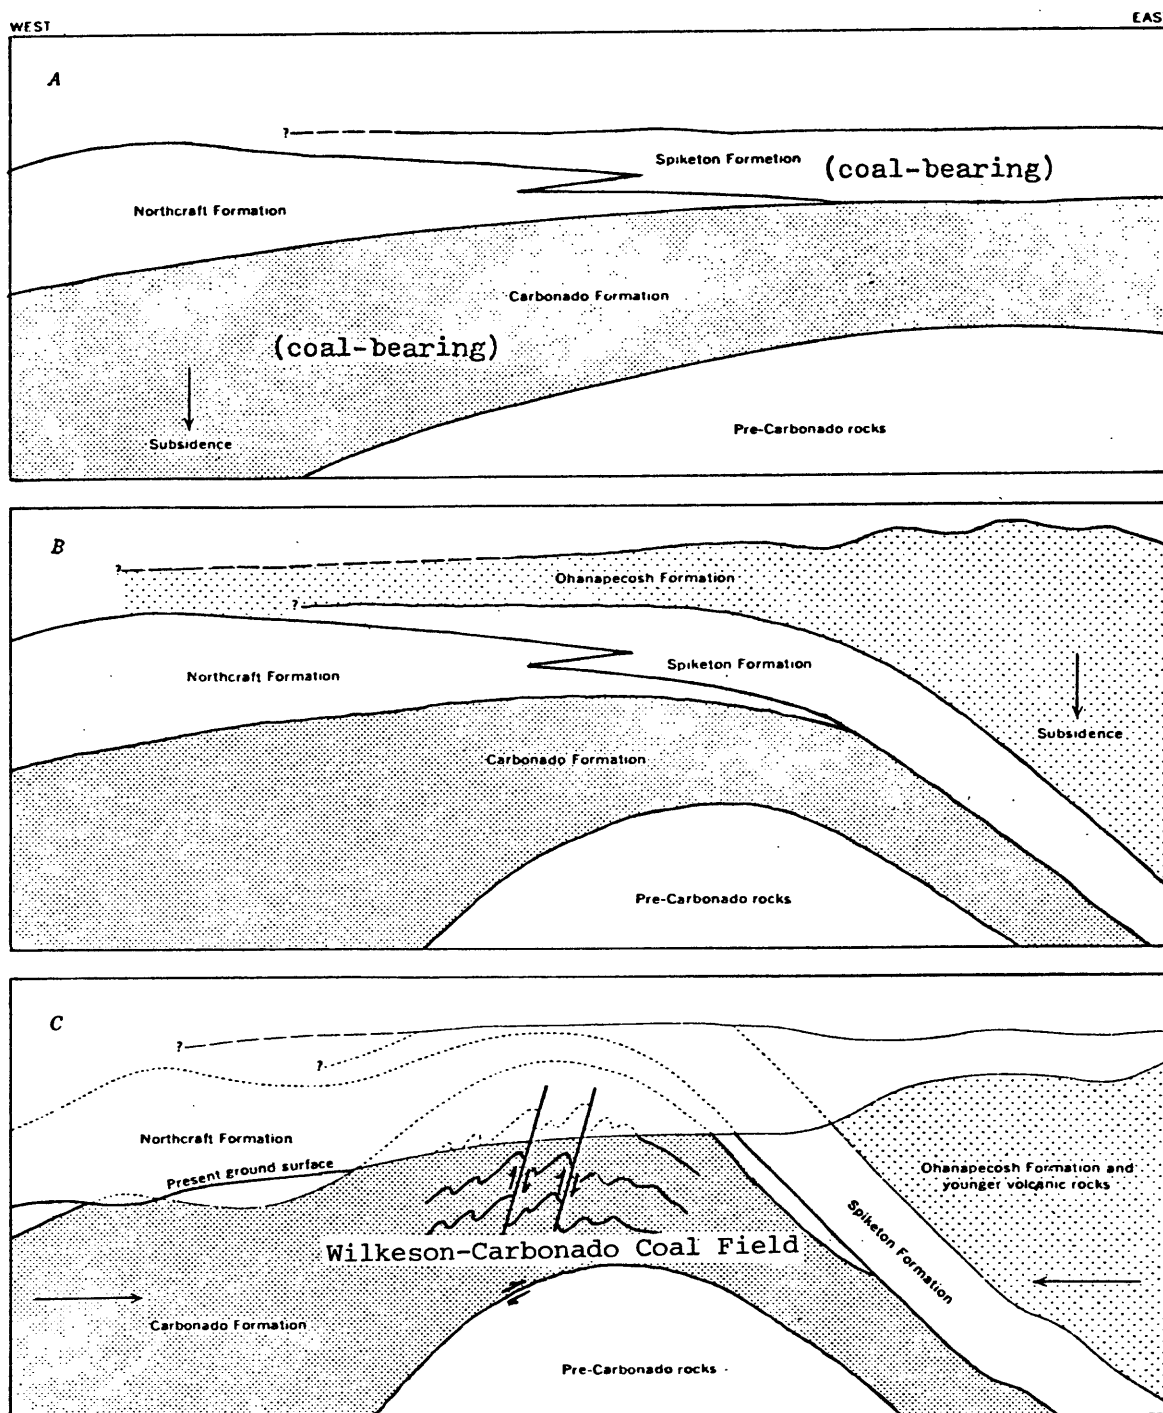 WEST
EAS
A
?
Spiketon Formetion
(coal-bearing)
Northcraft Formation
Carbonado Formation
(coal-bearing)
Subsidence
Pre-Carbonado rocks
B
?
Ohanapecosh Formation
?
Northcraft Formation
Spiketon Formation
Subsidence
Carbonado Formation
Pre-Carbonado rocks
C
?
?
Northcraft Formation
Present ground surface
Ohanapecosh Formation and
younger volcanic rocks
Spiketon Formation
Wilkeson-Carbonado Coal Field
Carbonado Formation
Pre-Carbonado rocks